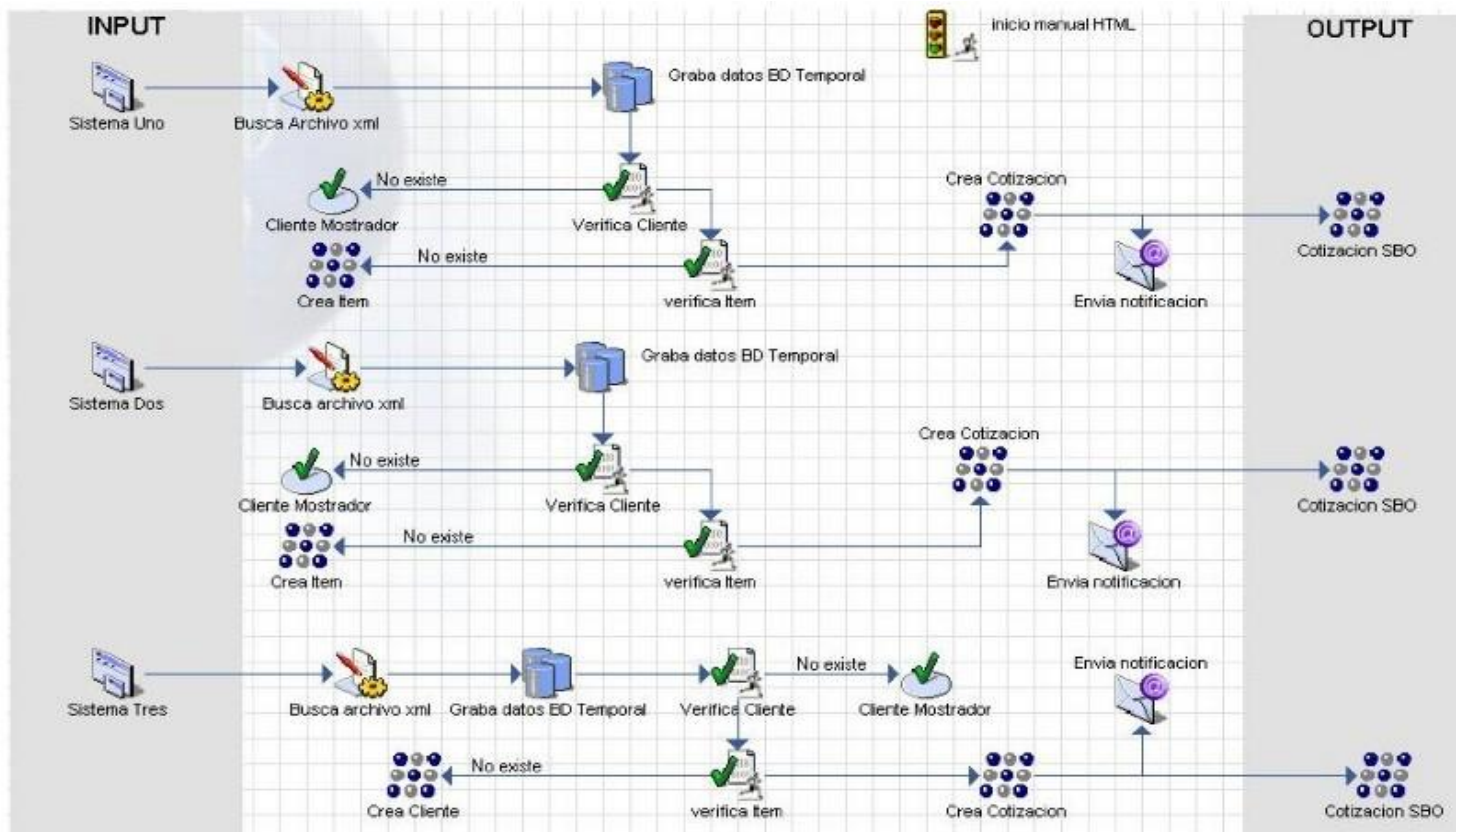 INPUT
inicio manual HTML
OUTPUT
Graba datos BD Temporal
Sistema Uno
Busca Archivo xml
No existe
Crea Cotizacion
Cliente Mostrador
Verifica Cliente
No existe
Cotizacion SBO
Crea Item
verifica Item
Envia notificacion
Graba datos BD Temporal
Sistema Dos
Busca archivo xml
Crea Cotizacion
No existe
Cliente Mostrador
Verifica Cliente
Cotizacion SBO
No existe
Crea Item
verifica Item
Envia notificacion
No existe
Envia notificacion
Sistema Tres
Busca archivo xml
Graba datos BD Temporal
Verifica Cliente
Cliente Mostrador
No existe
Crea Cliente
verifica Item
Crea Cotizacion
Cotizacion SBO